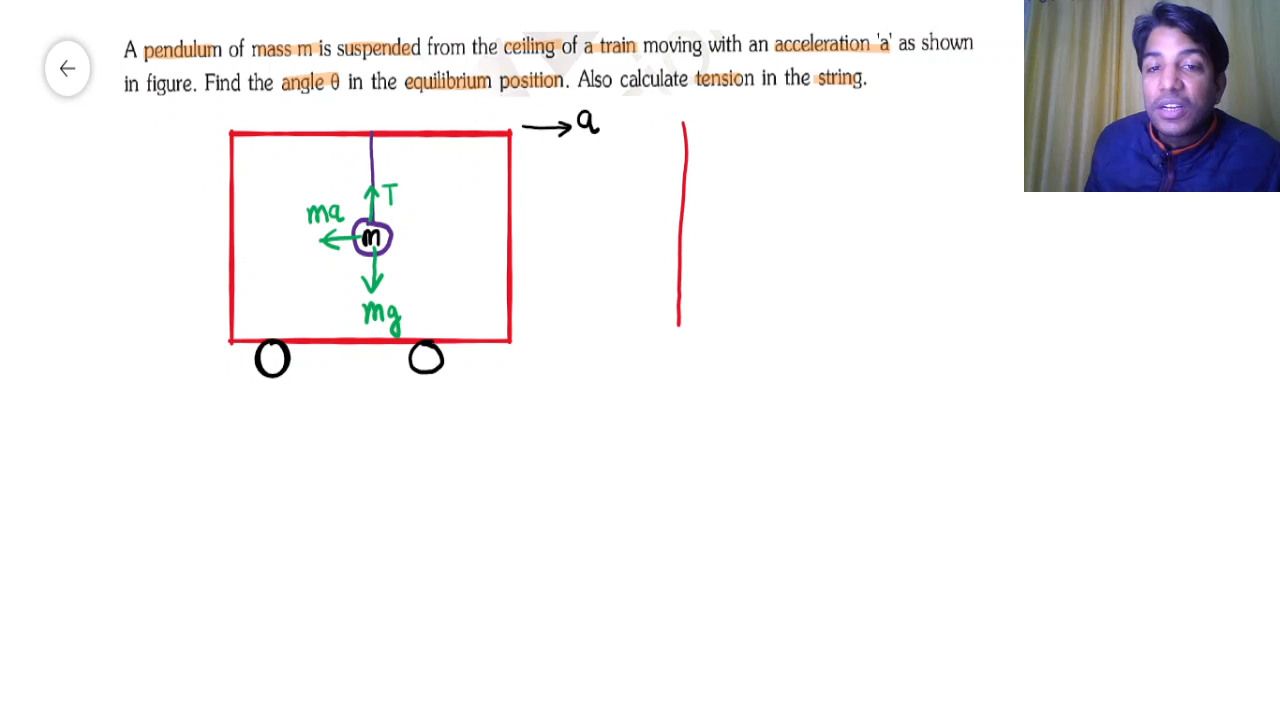 A pendulum of mass m is suspended from the ceiling of a train moving with an acceleration 'a' as shown
in figure. Find the angle θ in the equilibrium position. Also calculate tension in the string.
a
T
ma
m
mg